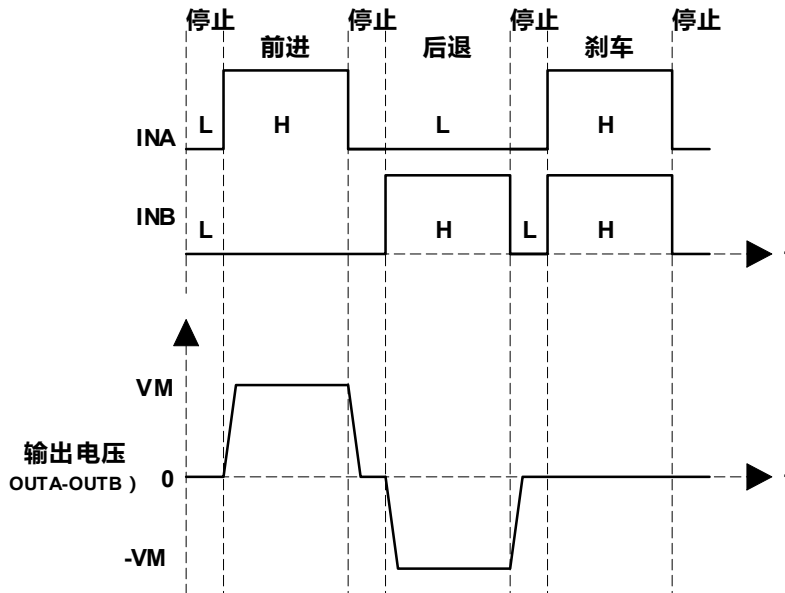 停止 停止 停止 停止
前进 后退 刹车
INA L H L H
INB L H L H
VM
输出电压
OUTA-OUTB ) 0
-VM